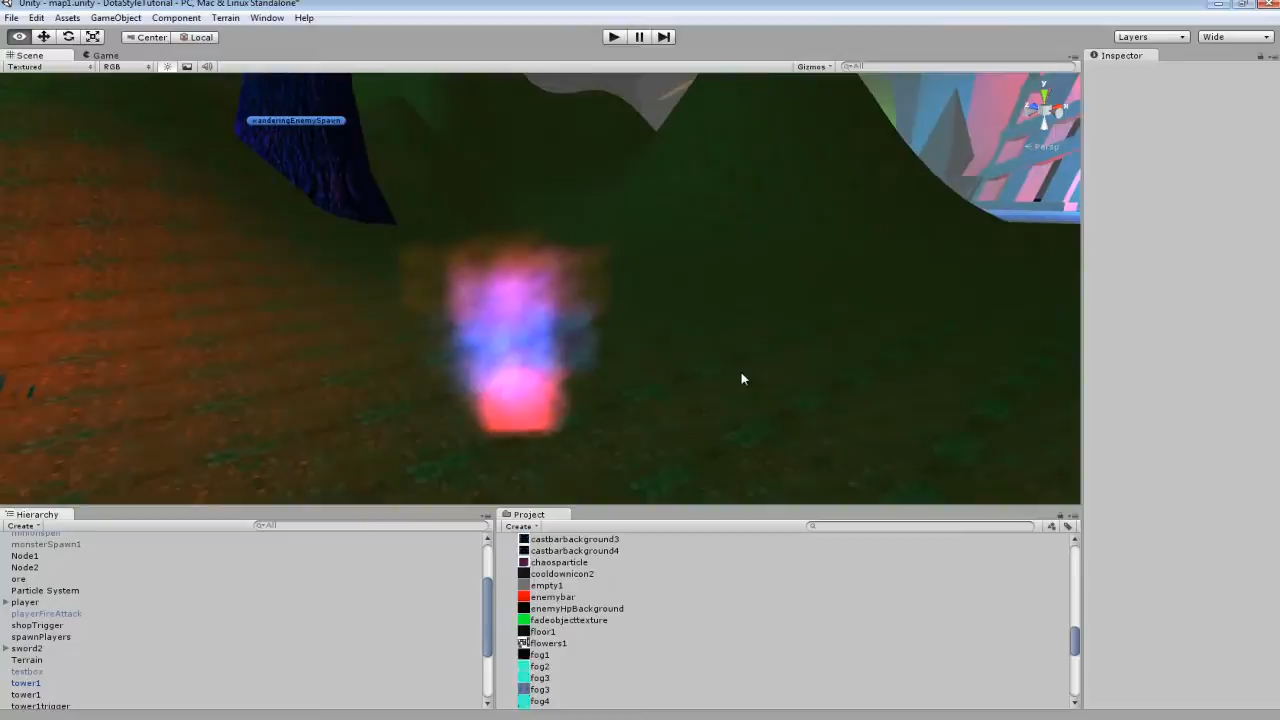 Unity - map1.unity - DotaStyleTutorial - PC, Mac & Linux Standalone*
File Edit Assets GameObject Component Terrain Window Help
Center Local Layers Wide
Scene Game Inspector
Textured RGB Gizmos All
wanderingEnemySpawn
y
Persp
Hierarchy Project
Create All Create
minionspell
monsterSpawn1
Node1
Node2
ore
Particle System
player
playerFireAttack
shopTrigger
spawnPlayers
sword2
Terrain
testbox
tower1
tower1
tower1trigger
castbarbackground3
castbarbackground4
chaosparticle
cooldownicon2
empty1
enemybar
enemyHpBackground
fadeobjecttexture
floor1
flowers1
fog1
fog2
fog3
fog3
fog4